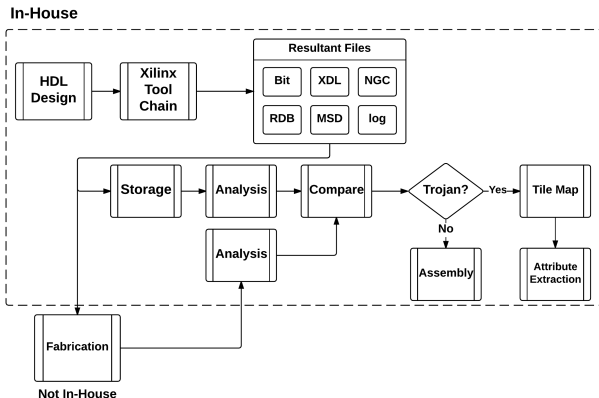 In-House
HDL
Design
Xilinx
Tool
Chain
Resultant Files
Bit XDL NGC
RDB MSD log
Storage
Analysis
Compare
Trojan?
Yes
Tile Map
No
Analysis
Assembly
Attribute
Extraction
Fabrication
Not In-House